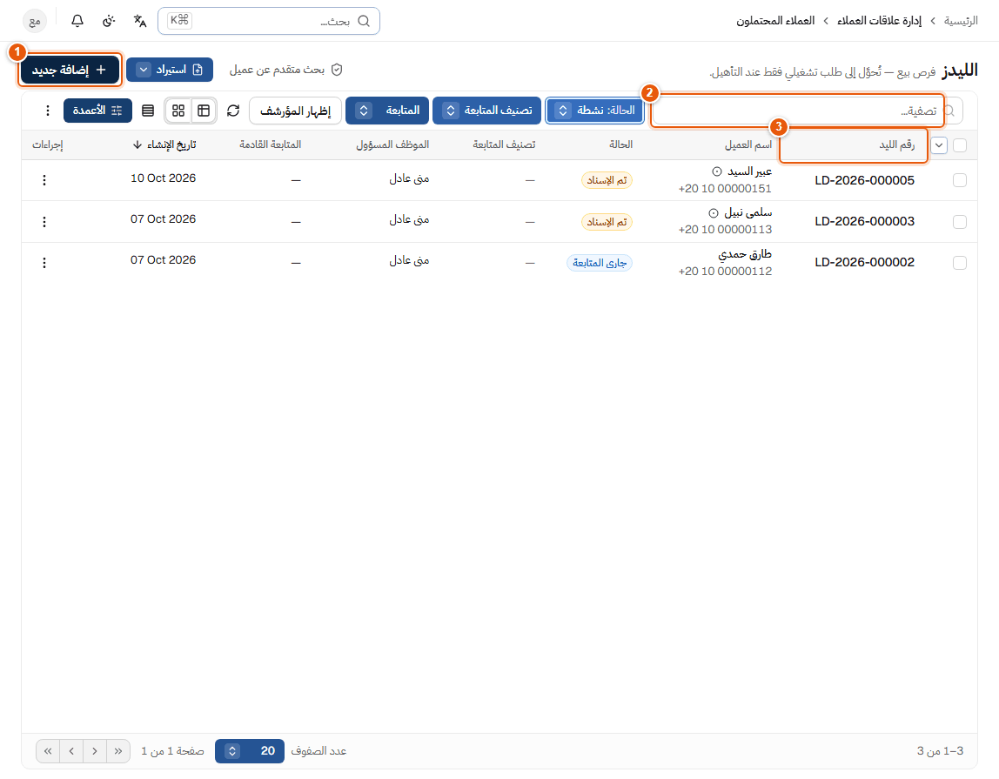 الرئيسية > إدارة علاقات العملاء > العملاء المحتملون
بحث... ⌘K
مع
الليدز فرص بيع — تُحوَّل إلى طلب تشغيلي فقط عند التأهيل.
بحث متقدم عن عميل
استيراد
+ إضافة جديد
1
2
تصفية...
الحالة: نشطة
تصنيف المتابعة
المتابعة
إظهار المؤرشف
الأعمدة
3
رقم الليد اسم العميل الحالة تصنيف المتابعة الموظف المسؤول المتابعة القادمة تاريخ الإنشاء ↓ إجراءات
LD-2026-000005 عبير السيد تم الإسناد — منى عادل — 10 Oct 2026
+20 10 00000151
LD-2026-000003 سلمى نبيل تم الإسناد — منى عادل — 07 Oct 2026
+20 10 00000113
LD-2026-000002 طارق حمدي جاري المتابعة — منى عادل — 07 Oct 2026
+20 10 00000112
1–3 من 3
عدد الصفوف 20 صفحة 1 من 1